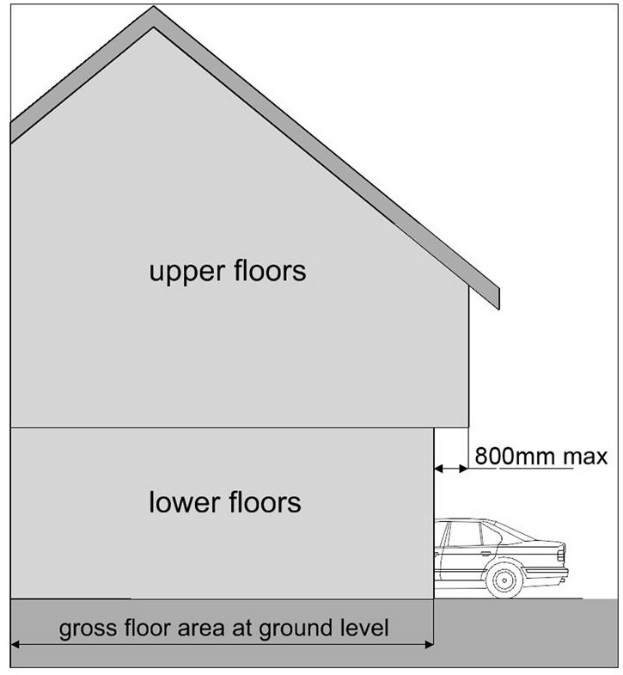 upper floors
800mm max
lower floors
gross floor area at ground level